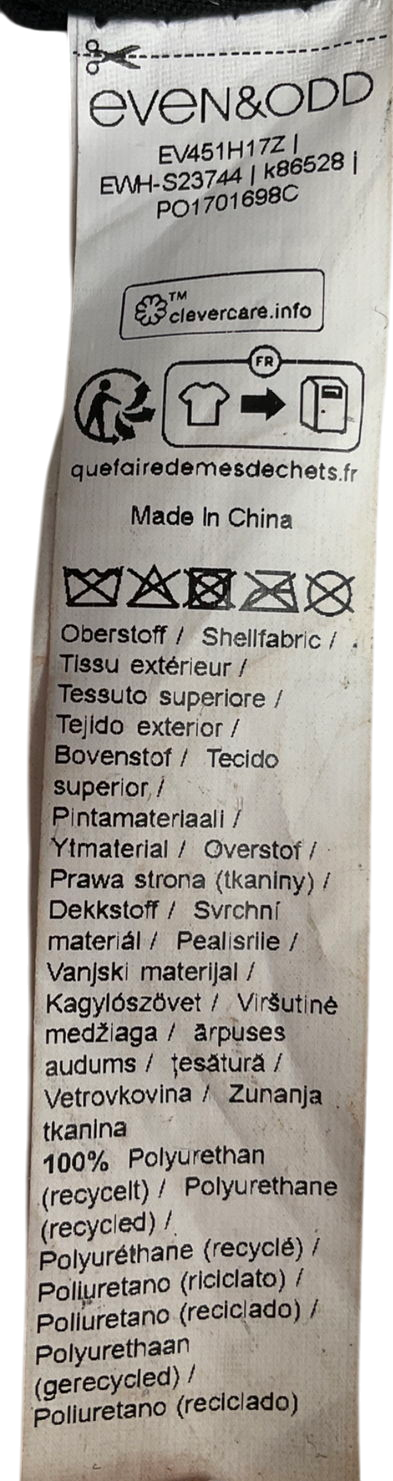 even&odd
EV451H17Z |
EWH-S23744 | k86528 |
PO1701698C
TM
clevercare.info
FR
quefairedemesdechets.fr
Made In China
Oberstoff / Shellfabric /
Tissu extérieur /
Tessuto superiore /
Tejido exterior /
Bovenstof / Tecido
superior /
Pintamateriaali /
Ytmaterial / Overstof /
Prawa strona (tkaniny) /
Dekkstoff / Svrchní
materiál / Pealisriie /
Vanjski materijal /
Kagylószövet / Viršutinė
medžiaga / ārpuses
audums / țesătură /
Vetrovkovina / Zunanja
tkanina
100% Polyurethan
(recycelt) / Polyurethane
(recycled) /
Polyuréthane (recyclé) /
Poliuretano (riciclato) /
Poliuretano (reciclado) /
Polyurethaan
(gerecycled) /
Poliuretano (reciclado)